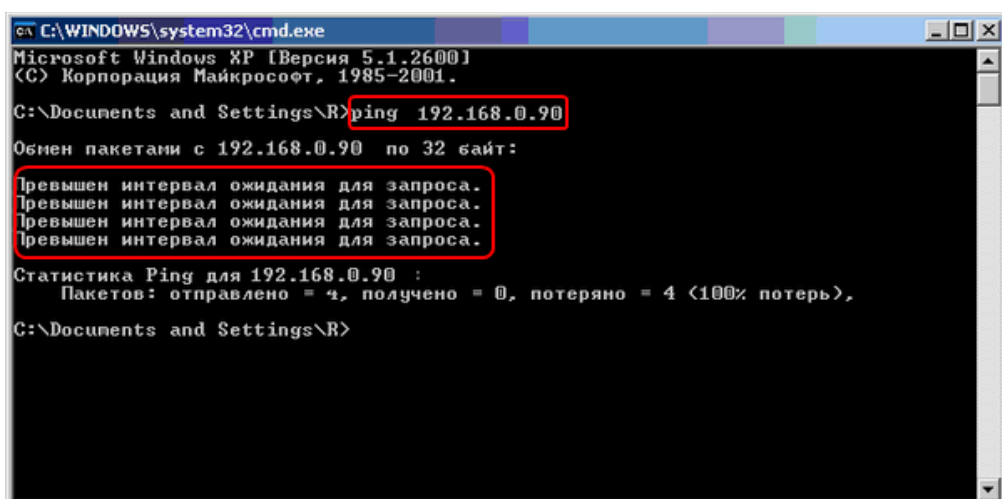 C:\WINDOWS\system32\cmd.exe
Microsoft Windows XP [Версия 5.1.2600]
(C) Корпорация Майкрософт, 1985-2001.
C:\Documents and Settings\R>ping 192.168.0.90
Обмен пакетами с 192.168.0.90 по 32 байт:
Превышен интервал ожидания для запроса.
Превышен интервал ожидания для запроса.
Превышен интервал ожидания для запроса.
Превышен интервал ожидания для запроса.
Статистика Ping для 192.168.0.90 :
Пакетов: отправлено = 4, получено = 0, потеряно = 4 (100% потерь),
C:\Documents and Settings\R>